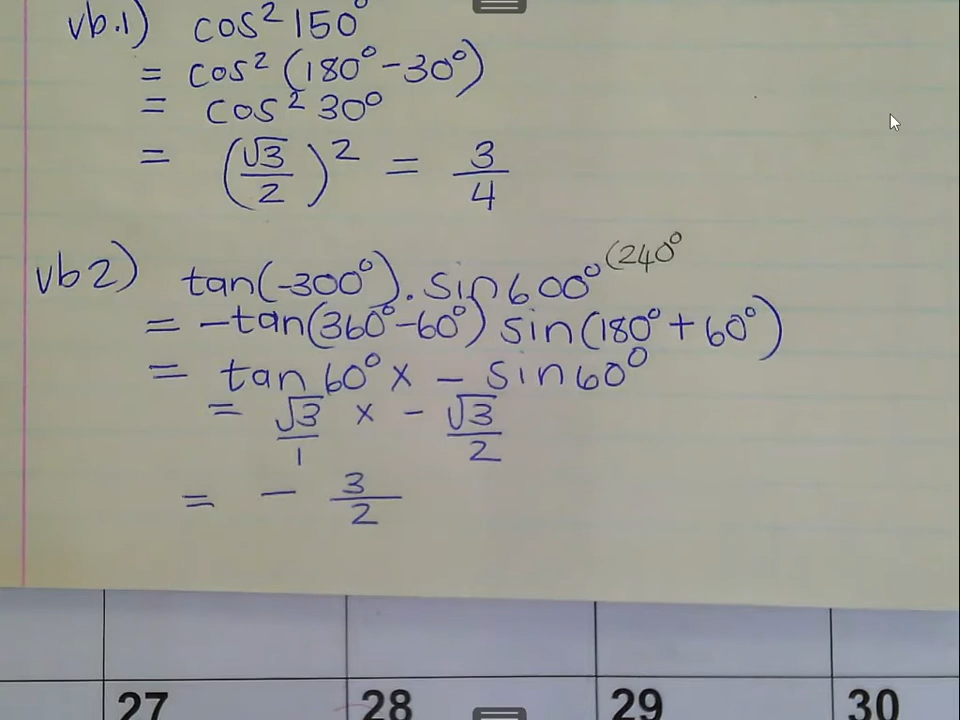 vb.1) cos² 150°
= cos² (180° - 30°)
= cos² 30°
= (√3/2)² = 3/4
vb 2) tan(-300°). sin 600° (240°
= -tan(360° - 60°) sin(180° + 60°)
= tan 60° x - sin 60°
= √3/1 x - √3/2
= - 3/2
27 28 29 30